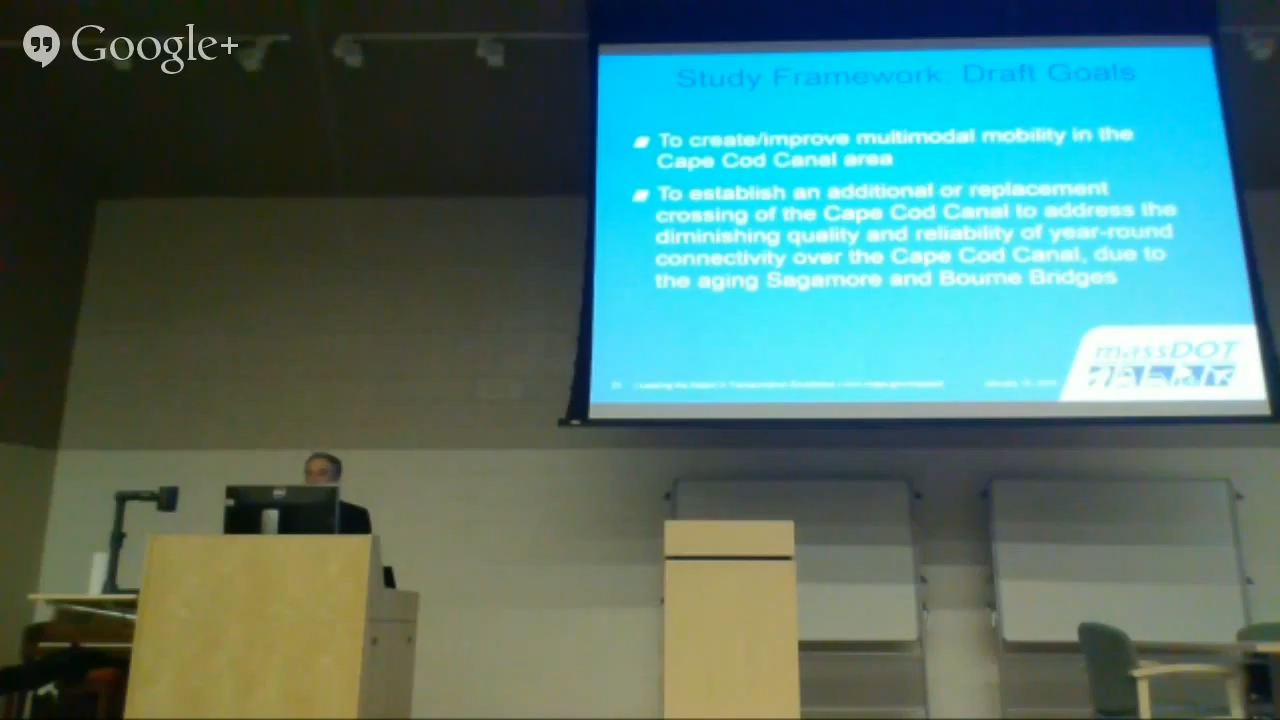 Google+
Study Framework: Draft Goals
To create/improve multimodal mobility in the
Cape Cod Canal area
To establish an additional or replacement
crossing of the Cape Cod Canal to address the
diminishing quality and reliability of year-round
connectivity over the Cape Cod Canal, due to
the aging Sagamore and Bourne Bridges
massDOT